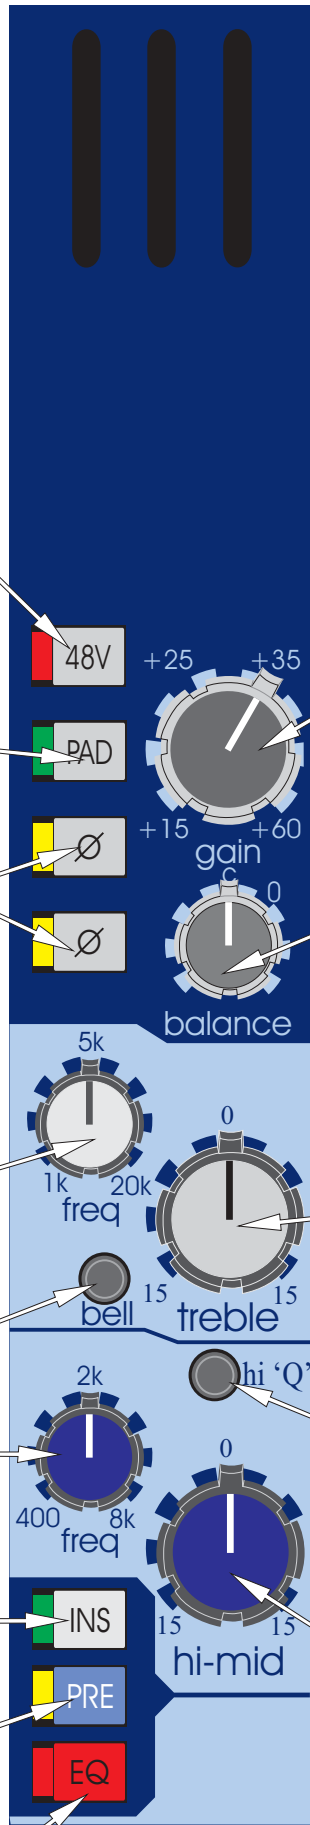 48V
+25 +35
PAD
+15 +60
Ø
gain
C
0
Ø
balance
5k
1k 20k
freq
0
15 15
bell treble
hi ‘Q’
2k
0
400 8k
freq
INS
15 15
hi-mid
PRE
EQ